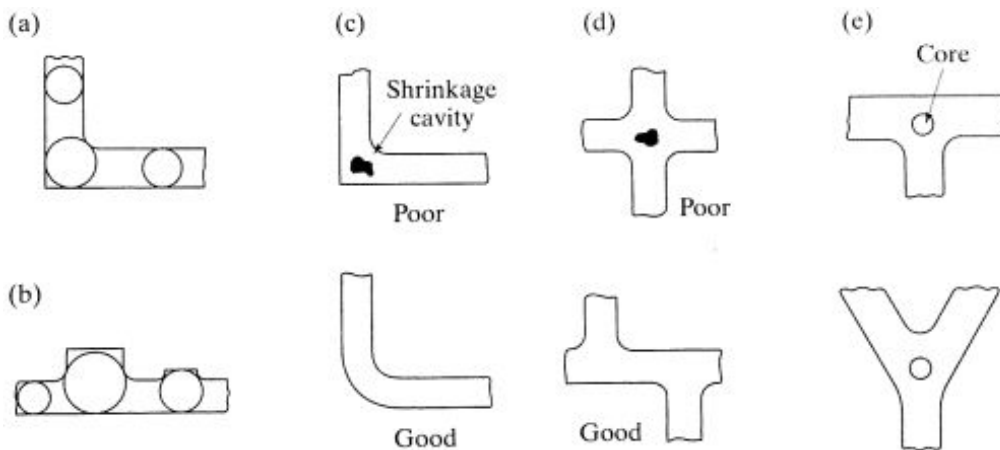 (a)
(c)
(d)
(e)
Core
Shrinkage
cavity
Poor
Poor
(b)
Good
Good